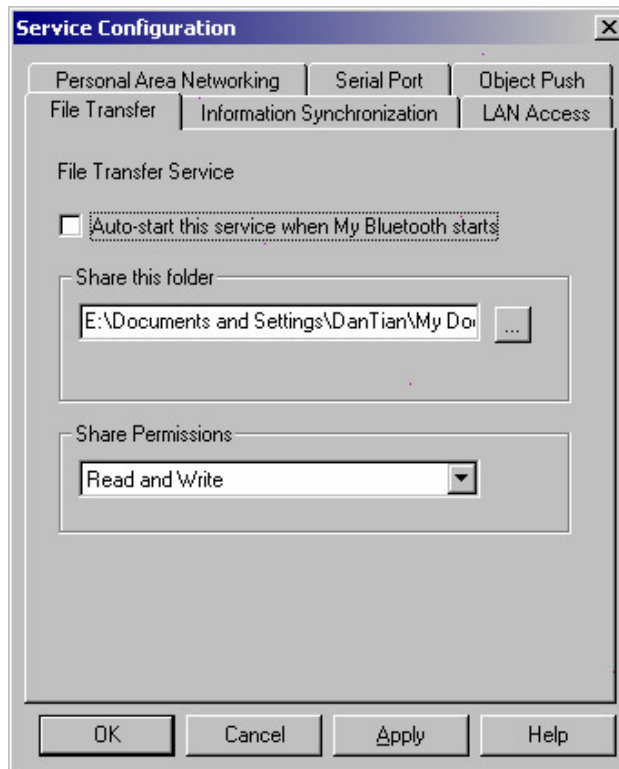 Service Configuration
Personal Area Networking Serial Port Object Push
File Transfer Information Synchronization LAN Access
File Transfer Service
Auto-start this service when My Bluetooth starts
Share this folder
E:\Documents and Settings\DanTian\My Do
...
Share Permissions
Read and Write
OK Cancel Apply Help